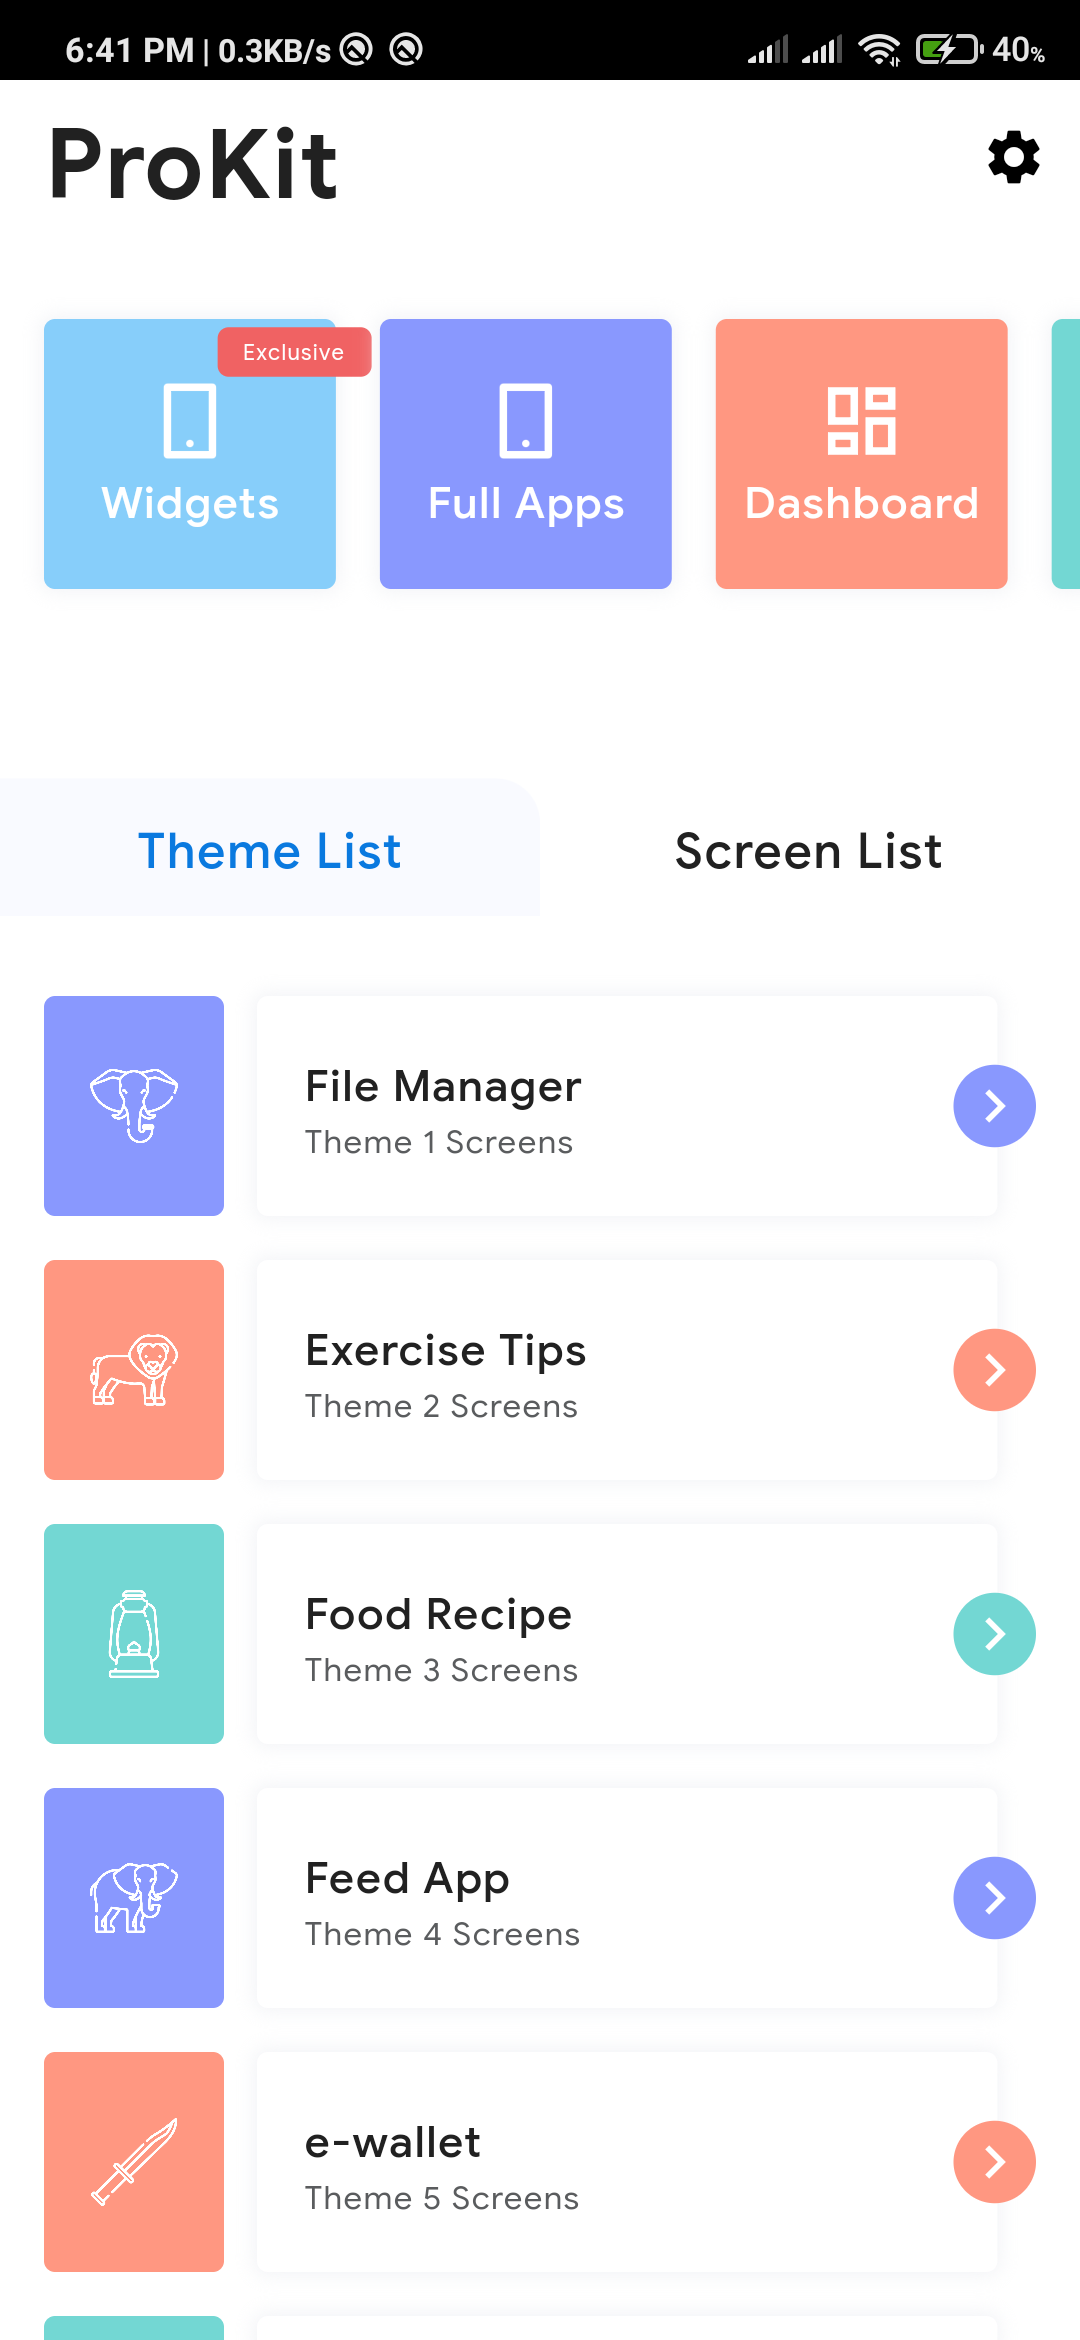 6:41 PM | 0.3KB/s
40%
ProKit
Exclusive
Widgets
Full Apps
Dashboard
Theme List
Screen List
File Manager
Theme 1 Screens
Exercise Tips
Theme 2 Screens
Food Recipe
Theme 3 Screens
Feed App
Theme 4 Screens
e-wallet
Theme 5 Screens